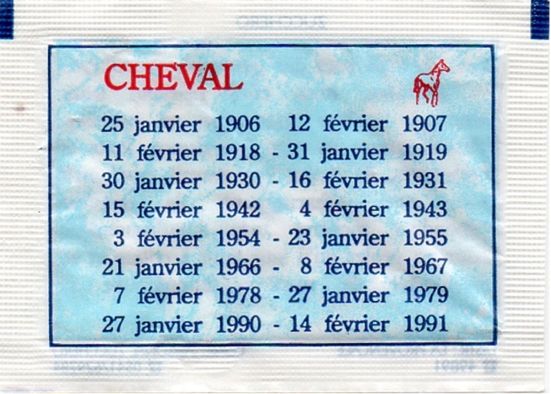 CHEVAL
25 janvier 1906 12 février 1907
11 février 1918 - 31 janvier 1919
30 janvier 1930 - 16 février 1931
15 février 1942 4 février 1943
3 février 1954 - 23 janvier 1955
21 janvier 1966 - 8 février 1967
7 février 1978 - 27 janvier 1979
27 janvier 1990 - 14 février 1991